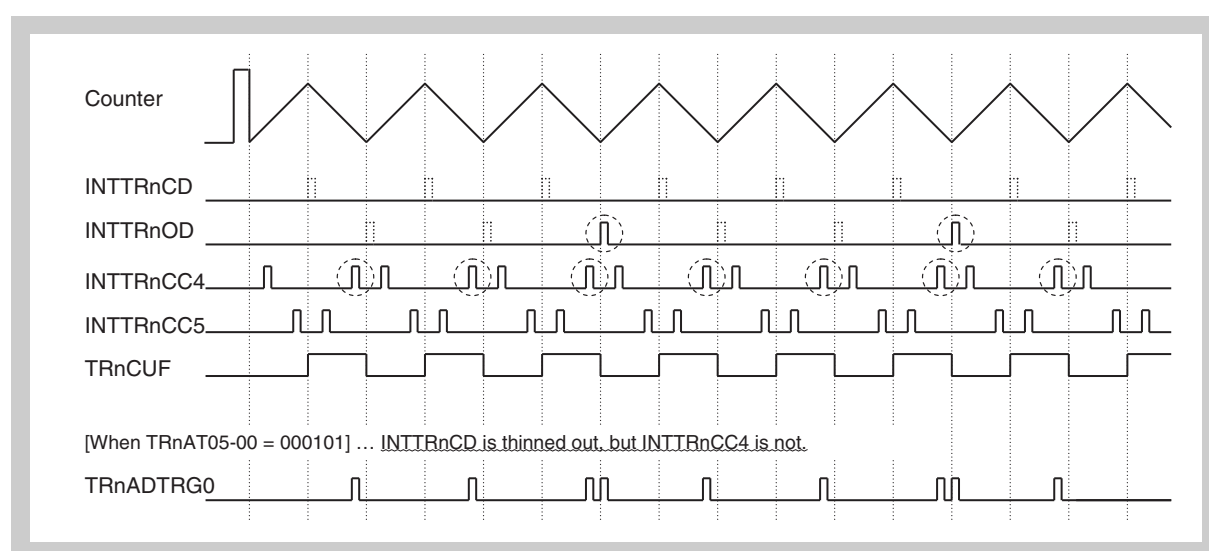 Counter
INTTRnCD
INTTRnOD
INTTRnCC4
INTTRnCC5
TRnCUF
[When TRnAT05-00 = 000101] … INTTRnCD is thinned out, but INTTRnCC4 is not.
TRnADTRG0